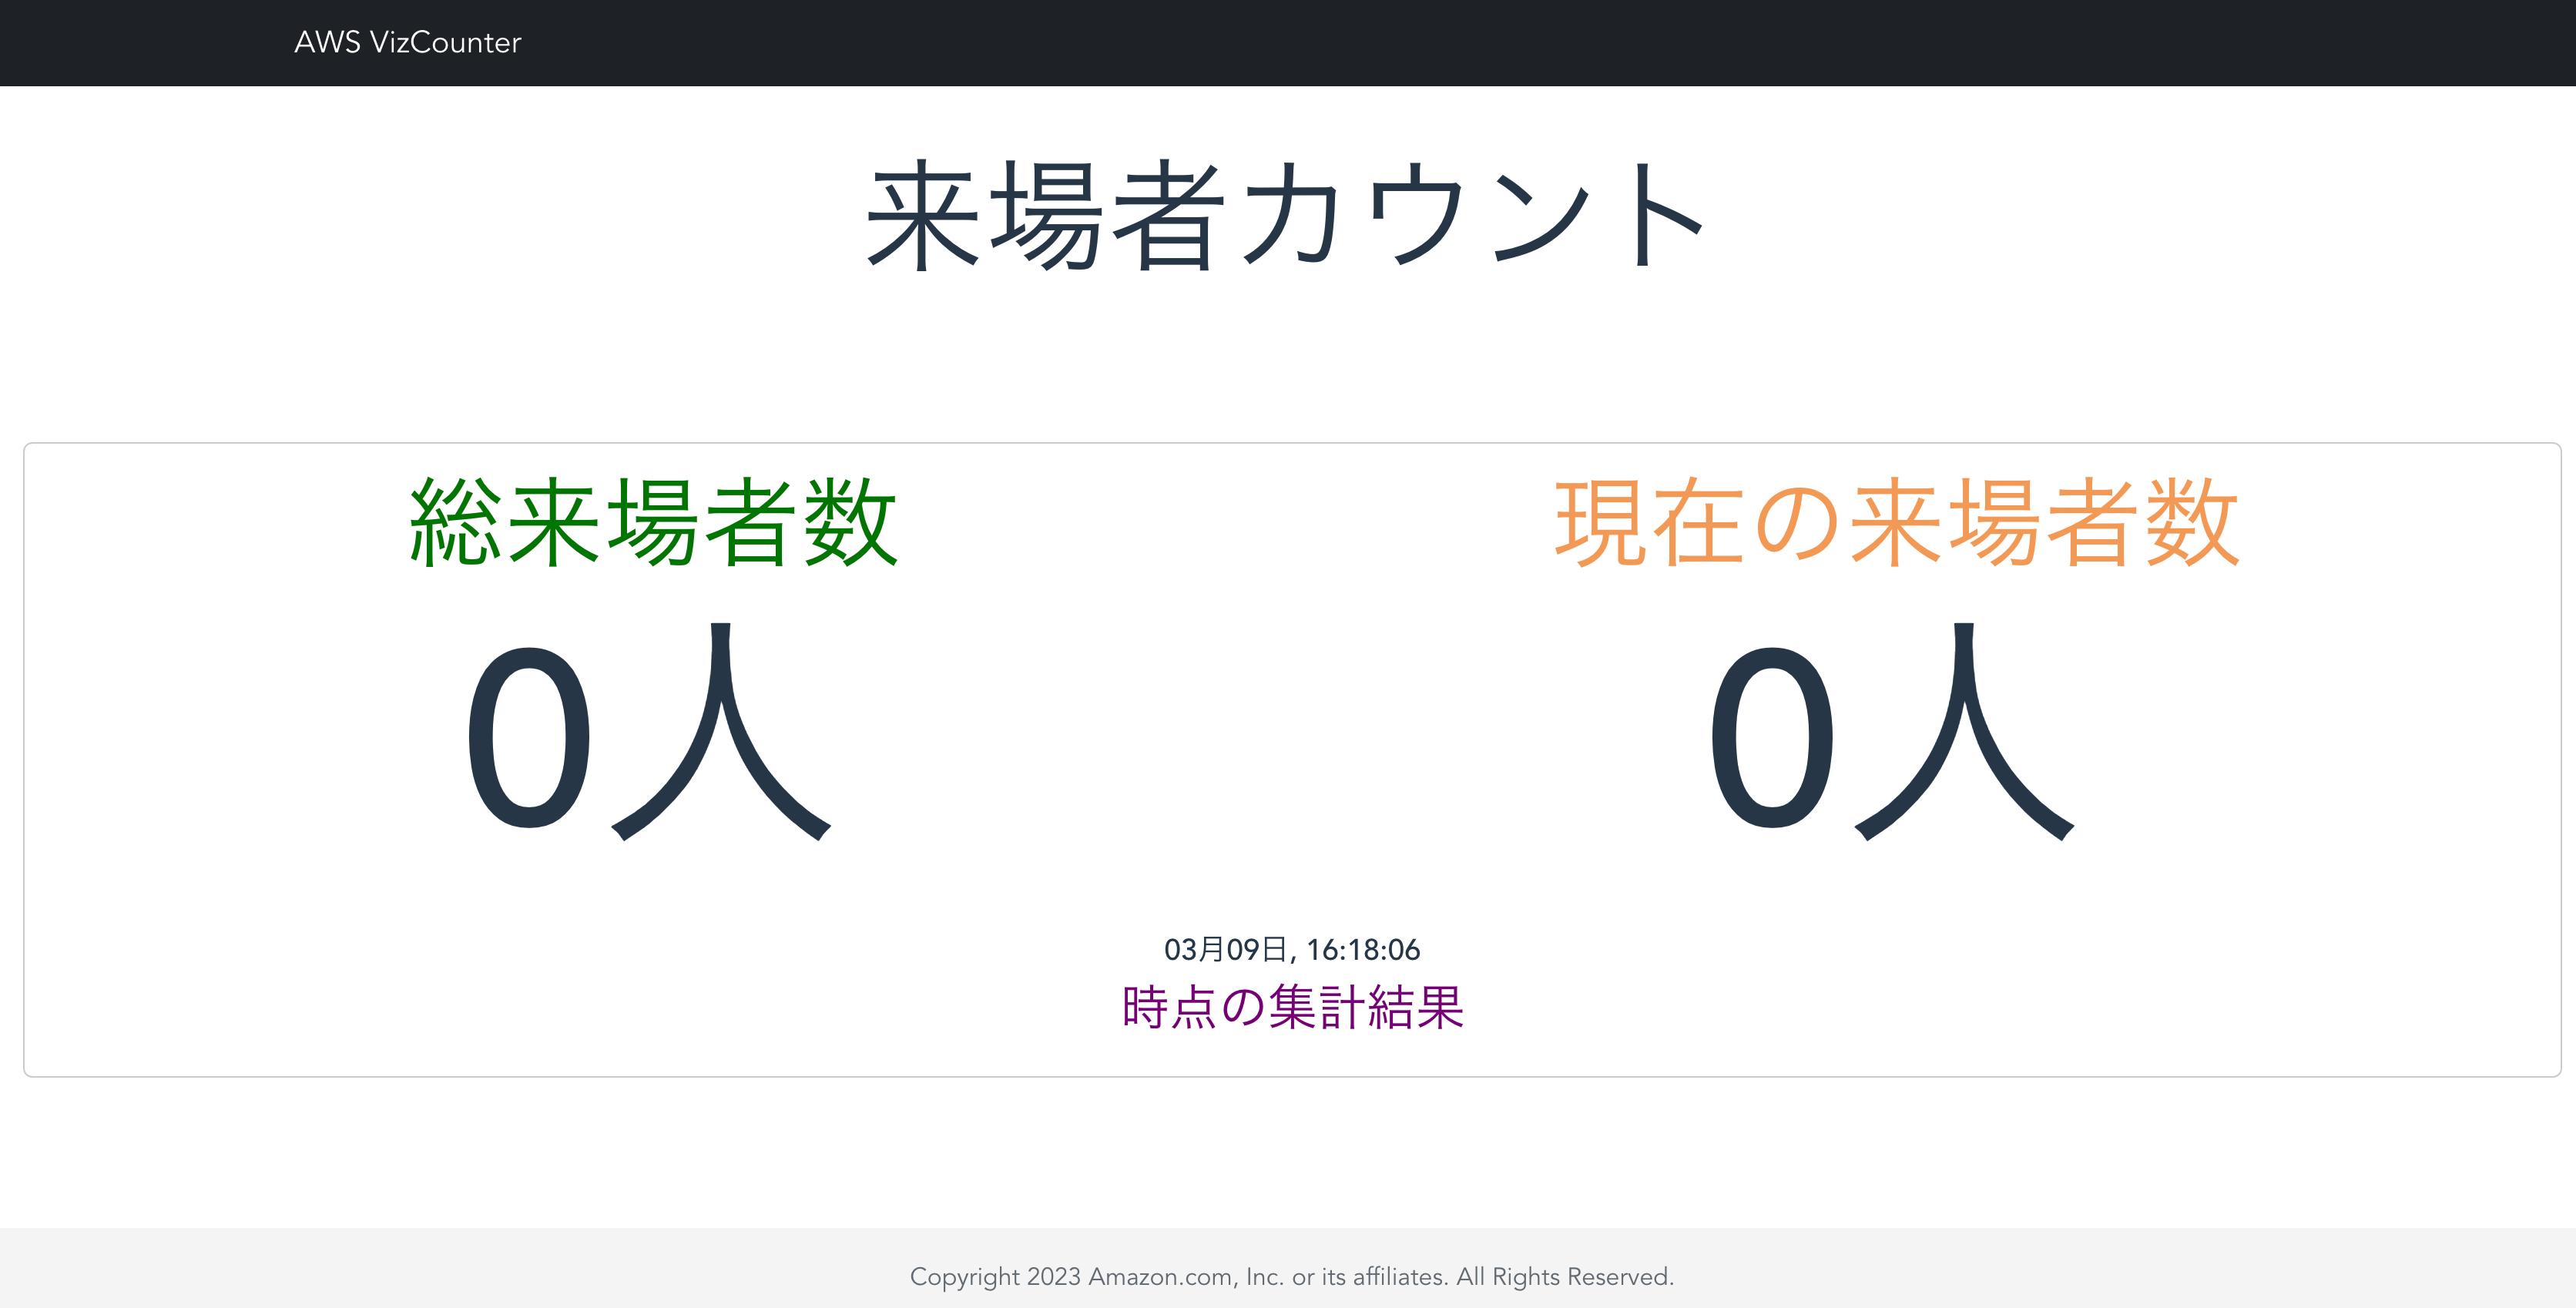 AWS VizCounter
来場者カウント
総来場者数
0人
現在の来場者数
0人
03月09日, 16:18:06
時点の集計結果
Copyright 2023 Amazon.com, Inc. or its affiliates. All Rights Reserved.